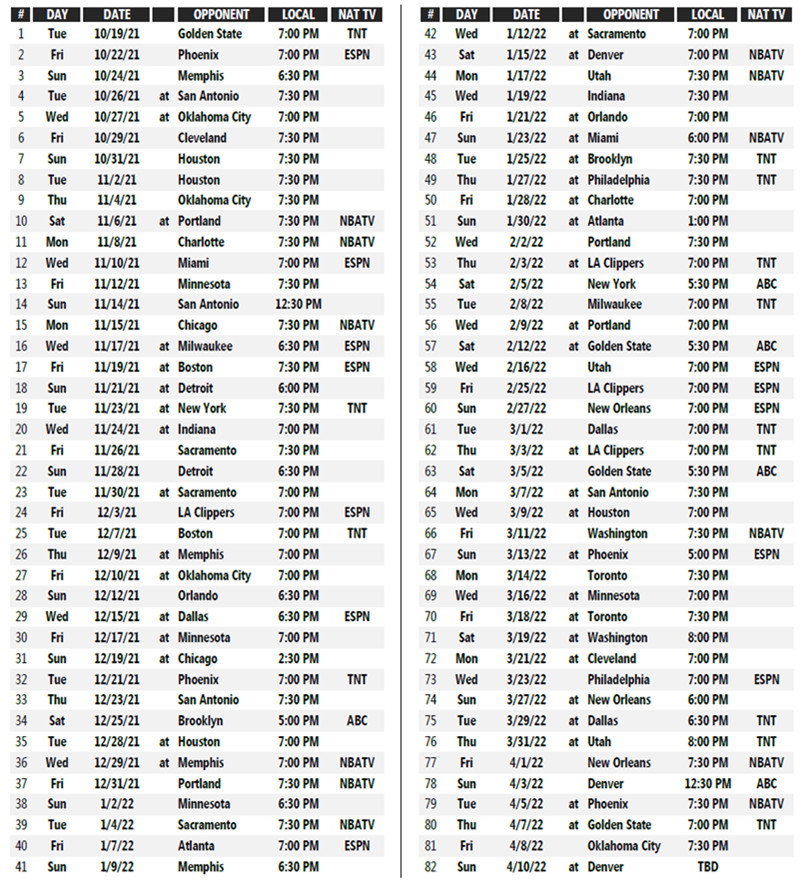 # DAY DATE OPPONENT LOCAL NAT TV
1 Tue 10/19/21 Golden State 7:00 PM TNT
2 Fri 10/22/21 Phoenix 7:00 PM ESPN
3 Sun 10/24/21 Memphis 6:30 PM
4 Tue 10/26/21 at San Antonio 7:30 PM
5 Wed 10/27/21 at Oklahoma City 7:00 PM
6 Fri 10/29/21 Cleveland 7:30 PM
7 Sun 10/31/21 Houston 7:30 PM
8 Tue 11/2/21 Houston 7:30 PM
9 Thu 11/4/21 Oklahoma City 7:30 PM
10 Sat 11/6/21 at Portland 7:30 PM NBATV
11 Mon 11/8/21 Charlotte 7:30 PM NBATV
12 Wed 11/10/21 Miami 7:00 PM ESPN
13 Fri 11/12/21 Minnesota 7:30 PM
14 Sun 11/14/21 San Antonio 12:30 PM
15 Mon 11/15/21 Chicago 7:30 PM NBATV
16 Wed 11/17/21 at Milwaukee 6:30 PM ESPN
17 Fri 11/19/21 at Boston 7:30 PM ESPN
18 Sun 11/21/21 at Detroit 6:00 PM
19 Tue 11/23/21 at New York 7:30 PM TNT
20 Wed 11/24/21 at Indiana 7:00 PM
21 Fri 11/26/21 Sacramento 7:30 PM
22 Sun 11/28/21 Detroit 6:30 PM
23 Tue 11/30/21 at Sacramento 7:00 PM
24 Fri 12/3/21 LA Clippers 7:00 PM ESPN
25 Tue 12/7/21 Boston 7:00 PM TNT
26 Thu 12/9/21 at Memphis 7:00 PM
27 Fri 12/10/21 at Oklahoma City 7:00 PM
28 Sun 12/12/21 Orlando 6:30 PM
29 Wed 12/15/21 at Dallas 6:30 PM ESPN
30 Fri 12/17/21 at Minnesota 7:00 PM
31 Sun 12/19/21 at Chicago 2:30 PM
32 Tue 12/21/21 Phoenix 7:00 PM TNT
33 Thu 12/23/21 San Antonio 7:30 PM
34 Sat 12/25/21 Brooklyn 5:00 PM ABC
35 Tue 12/28/21 at Houston 7:00 PM
36 Wed 12/29/21 at Memphis 7:00 PM NBATV
37 Fri 12/31/21 Portland 7:30 PM NBATV
38 Sun 1/2/22 Minnesota 6:30 PM
39 Tue 1/4/22 Sacramento 7:30 PM NBATV
40 Fri 1/7/22 Atlanta 7:00 PM ESPN
41 Sun 1/9/22 Memphis 6:30 PM
# DAY DATE OPPONENT LOCAL NAT TV
42 Wed 1/12/22 at Sacramento 7:00 PM
43 Sat 1/15/22 at Denver 7:00 PM NBATV
44 Mon 1/17/22 Utah 7:30 PM NBATV
45 Wed 1/19/22 Indiana 7:30 PM
46 Fri 1/21/22 at Orlando 7:00 PM
47 Sun 1/23/22 at Miami 6:00 PM NBATV
48 Tue 1/25/22 at Brooklyn 7:30 PM TNT
49 Thu 1/27/22 at Philadelphia 7:30 PM TNT
50 Fri 1/28/22 at Charlotte 7:00 PM
51 Sun 1/30/22 at Atlanta 1:00 PM
52 Wed 2/2/22 Portland 7:30 PM
53 Thu 2/3/22 at LA Clippers 7:00 PM TNT
54 Sat 2/5/22 New York 5:30 PM ABC
55 Tue 2/8/22 Milwaukee 7:00 PM TNT
56 Wed 2/9/22 at Portland 7:00 PM
57 Sat 2/12/22 at Golden State 5:30 PM ABC
58 Wed 2/16/22 Utah 7:00 PM ESPN
59 Fri 2/25/22 LA Clippers 7:00 PM ESPN
60 Sun 2/27/22 New Orleans 7:00 PM ESPN
61 Tue 3/1/22 Dallas 7:00 PM TNT
62 Thu 3/3/22 at LA Clippers 7:00 PM TNT
63 Sat 3/5/22 Golden State 5:30 PM ABC
64 Mon 3/7/22 at San Antonio 7:30 PM
65 Wed 3/9/22 at Houston 7:00 PM
66 Fri 3/11/22 Washington 7:30 PM NBATV
67 Sun 3/13/22 at Phoenix 5:00 PM ESPN
68 Mon 3/14/22 Toronto 7:30 PM
69 Wed 3/16/22 at Minnesota 7:00 PM
70 Fri 3/18/22 at Toronto 7:30 PM
71 Sat 3/19/22 at Washington 8:00 PM
72 Mon 3/21/22 at Cleveland 7:00 PM
73 Wed 3/23/22 Philadelphia 7:00 PM ESPN
74 Sun 3/27/22 at New Orleans 6:00 PM
75 Tue 3/29/22 at Dallas 6:30 PM TNT
76 Thu 3/31/22 at Utah 8:00 PM TNT
77 Fri 4/1/22 New Orleans 7:30 PM NBATV
78 Sun 4/3/22 Denver 12:30 PM ABC
79 Tue 4/5/22 at Phoenix 7:30 PM NBATV
80 Thu 4/7/22 at Golden State 7:00 PM TNT
81 Fri 4/8/22 Oklahoma City 7:30 PM
82 Sun 4/10/22 at Denver TBD